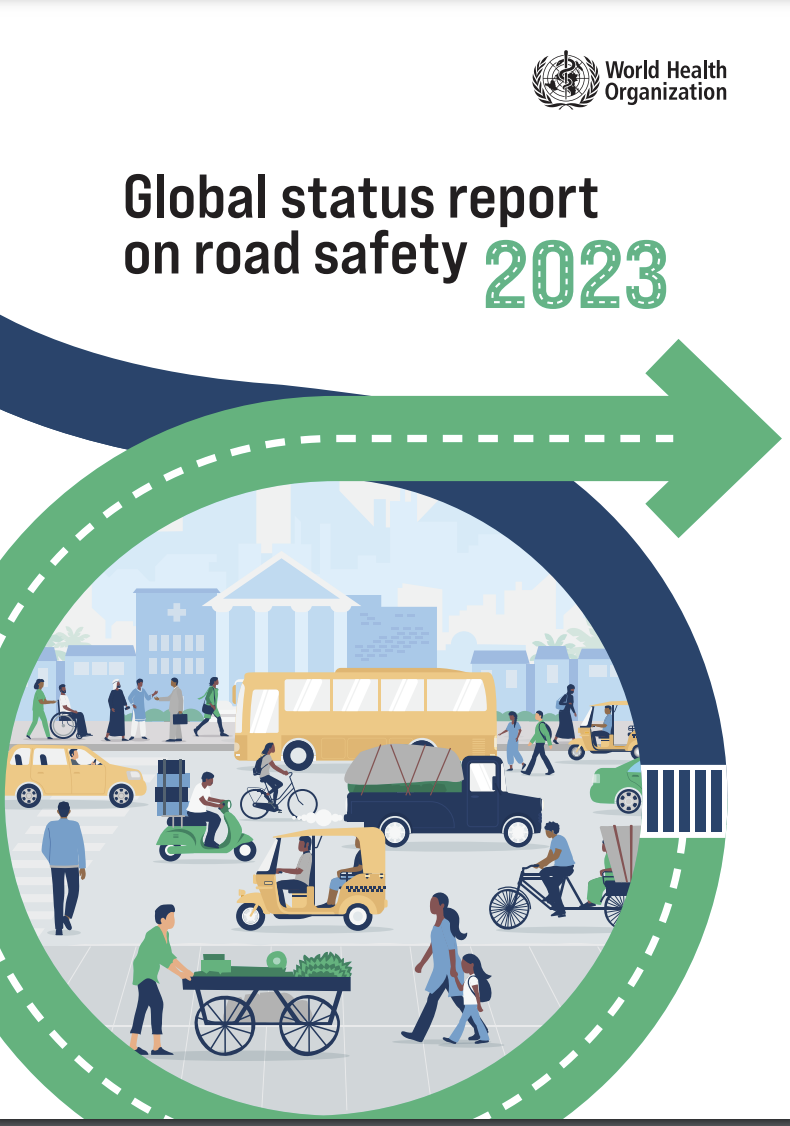 World Health
Organization
Global status report
on road safety 2023